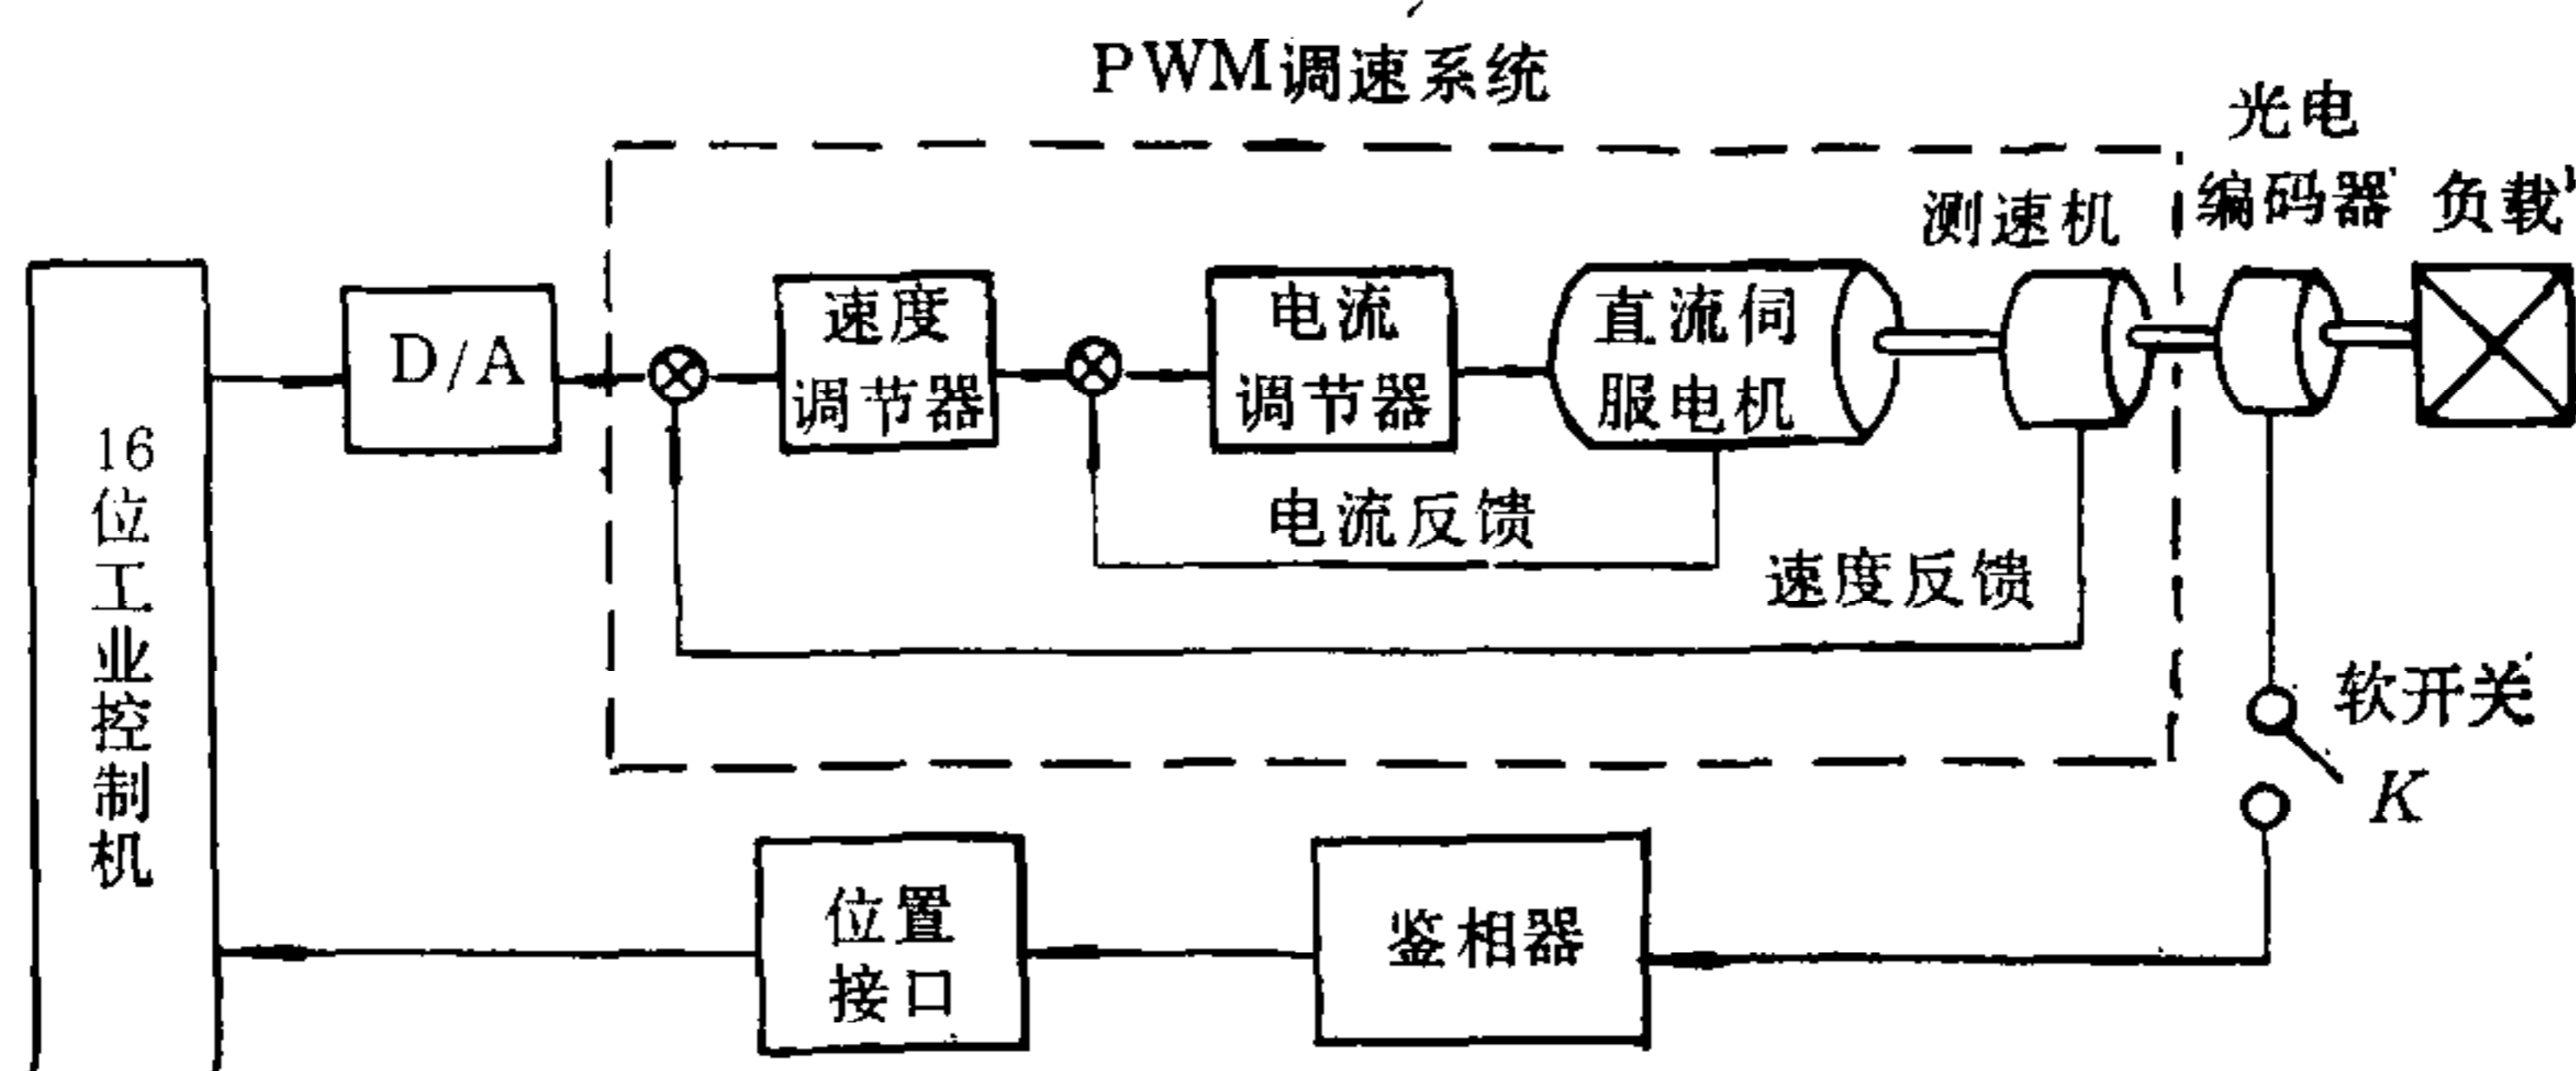 PWM调速系统
光电
编码器
负载
测速机
速度
调节器
电流
调节器
直流伺
服电机
D/A
16
位
工
业
控
制
机
电流反馈
速度反馈
软开关
K
位置
接口
鉴相器